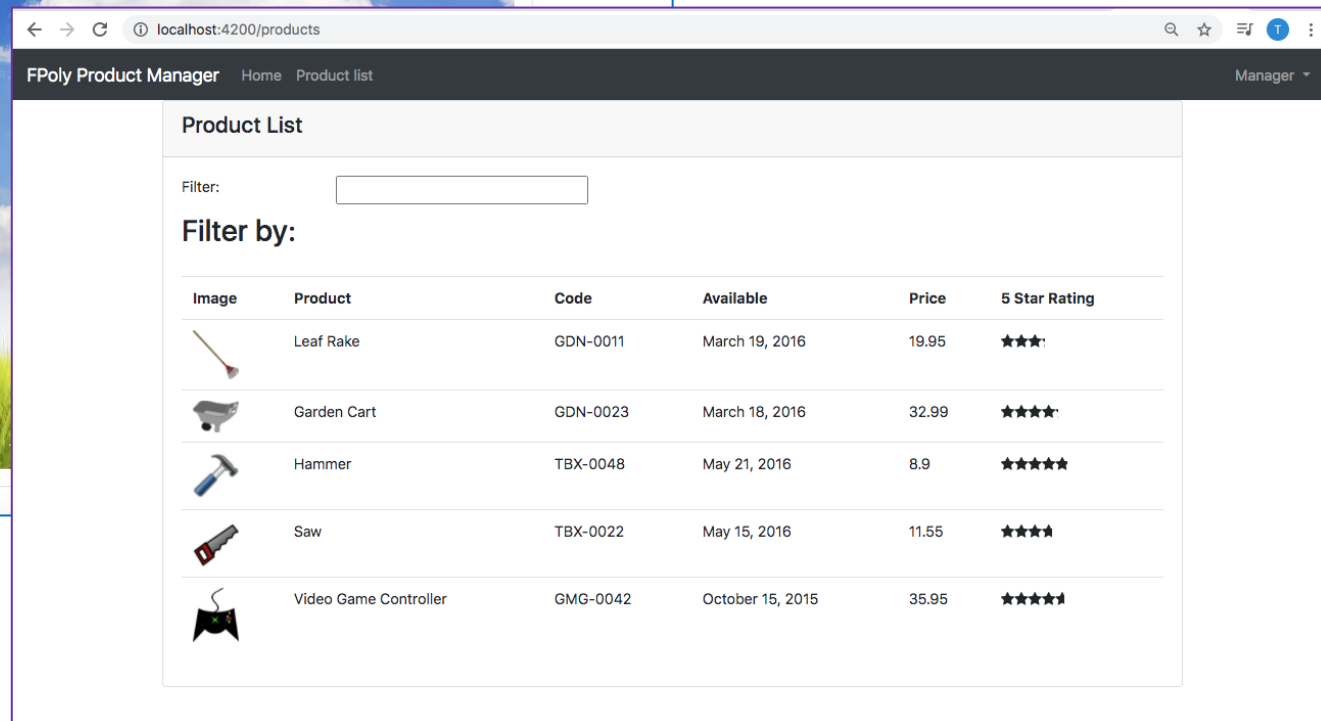 localhost:4200/products
T
FPoly Product Manager Home Product list Manager
Product List
Filter:
Filter by:
Image Product Code Available Price 5 Star Rating
Leaf Rake GDN-0011 March 19, 2016 19.95
Garden Cart GDN-0023 March 18, 2016 32.99
Hammer TBX-0048 May 21, 2016 8.9
Saw TBX-0022 May 15, 2016 11.55
Video Game Controller GMG-0042 October 15, 2015 35.95